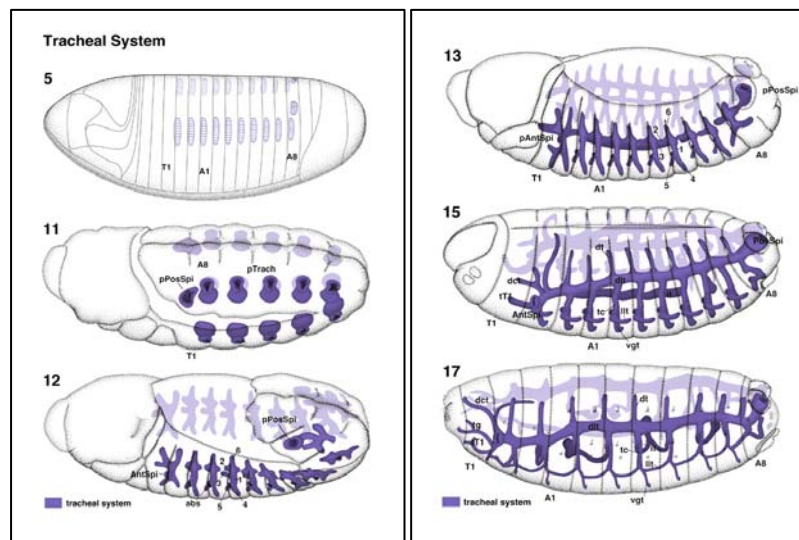 Tracheal System
5
T1
A1
A8
11
A8
pTrach
pPosSpi
T1
12
pPosSpi
6
AntSpi
2
3
1
abs
5
4
tracheal system
13
pPosSpi
6
pAntSpi
2
1
3
T1
A8
A1
4
5
15
dt
PosSpi
dct
dlt
tT1
AntSpi
tc
llt
A8
T1
A1
vgt
17
dct
dt
tg
dlt
tT1
tc
llt
T1
A8
A1
vgt
tracheal system